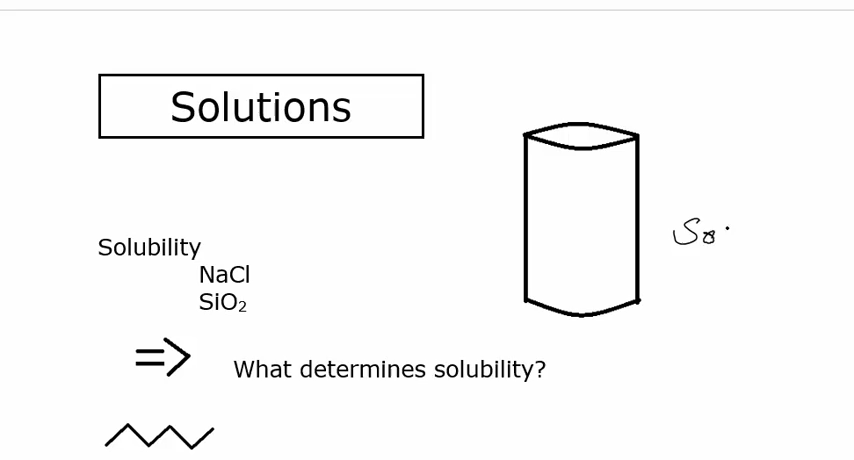 Solutions
Solubility
NaCl
SiO₂
What determines solubility?